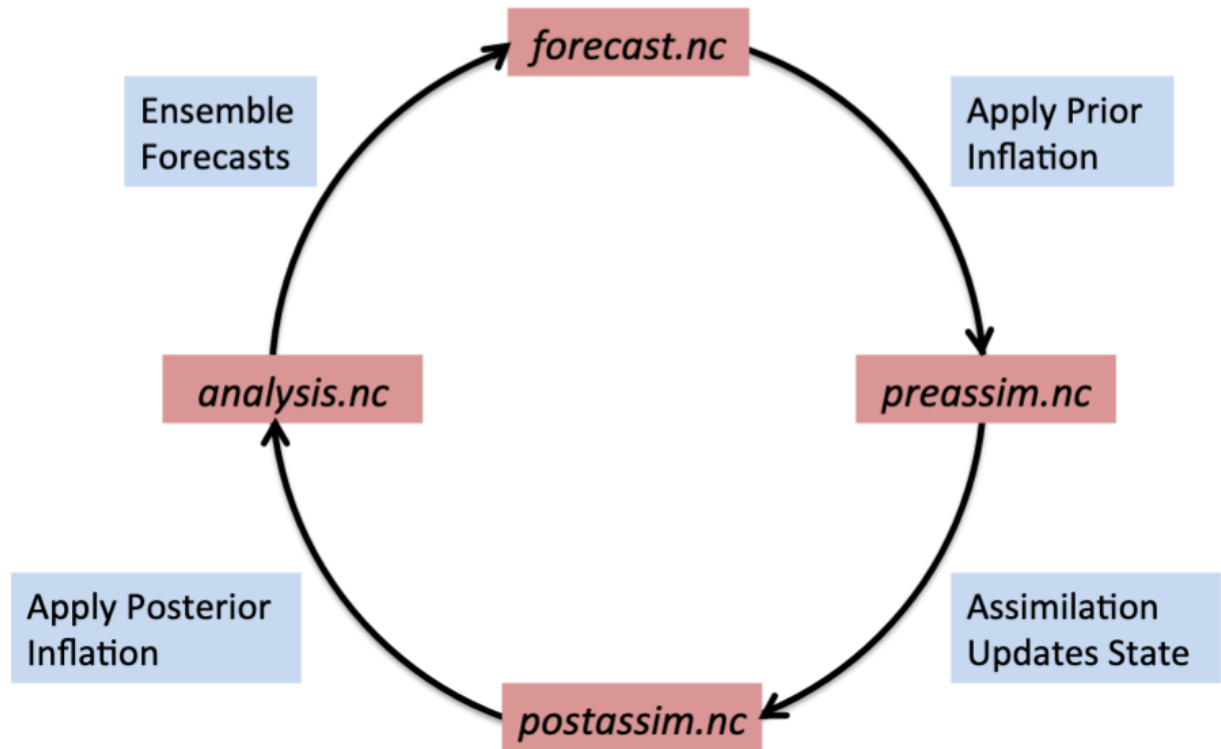 forecast.nc
Ensemble
Forecasts
Apply Prior
Inflation
analysis.nc
preassim.nc
Apply Posterior
Inflation
Assimilation
Updates State
postassim.nc